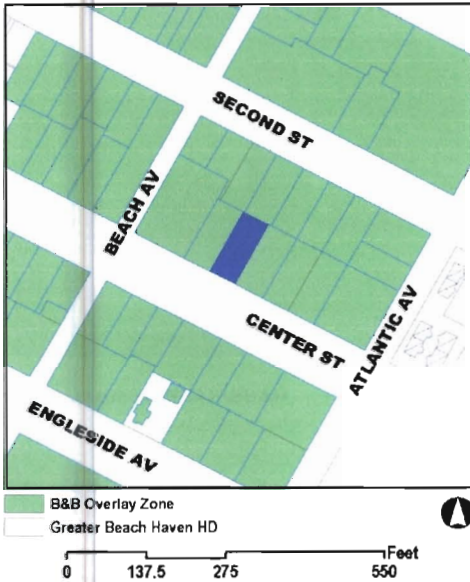 SECOND ST
BEACH AV
CENTER ST
ATLANTIC AV
ENGLESIDE AV
B&B Overlay Zone
Greater Beach Haven HD
Feet
0 137.5 275 550